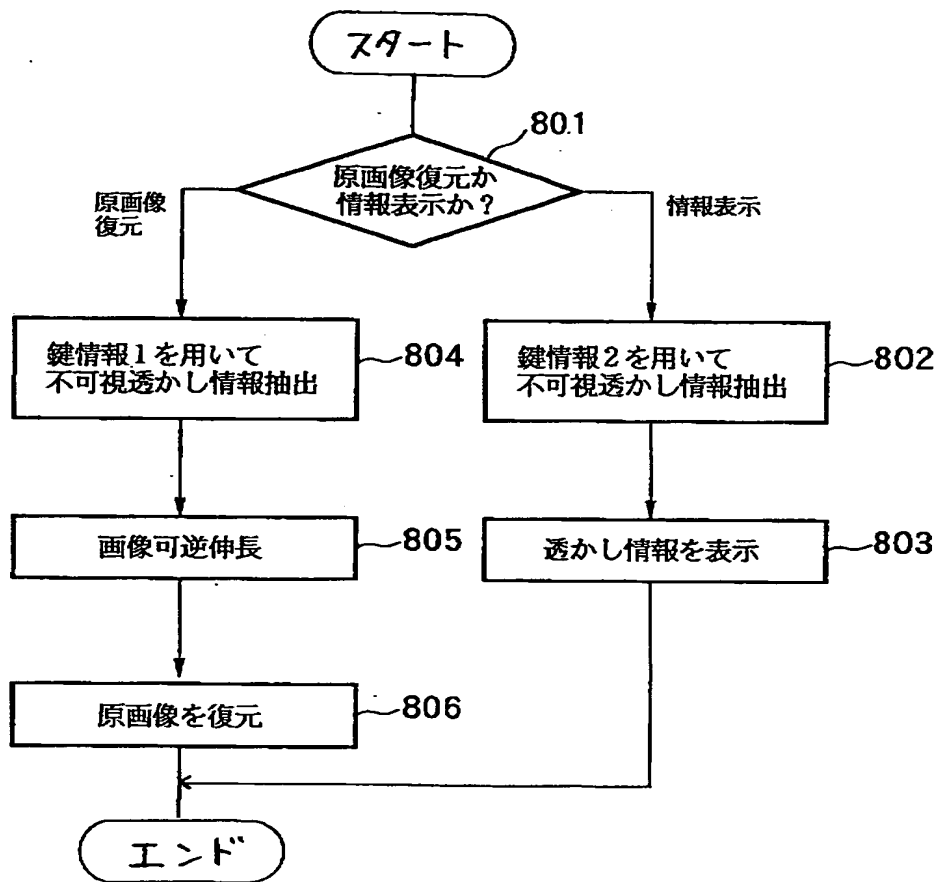 スタート
801
原画像復元か
情報表示か？
原画像
復元
情報表示
鍵情報1を用いて
不可視透かし情報抽出
804
鍵情報2を用いて
不可視透かし情報抽出
802
画像可逆伸長
805
透かし情報を表示
803
原画像を復元
806
エンド